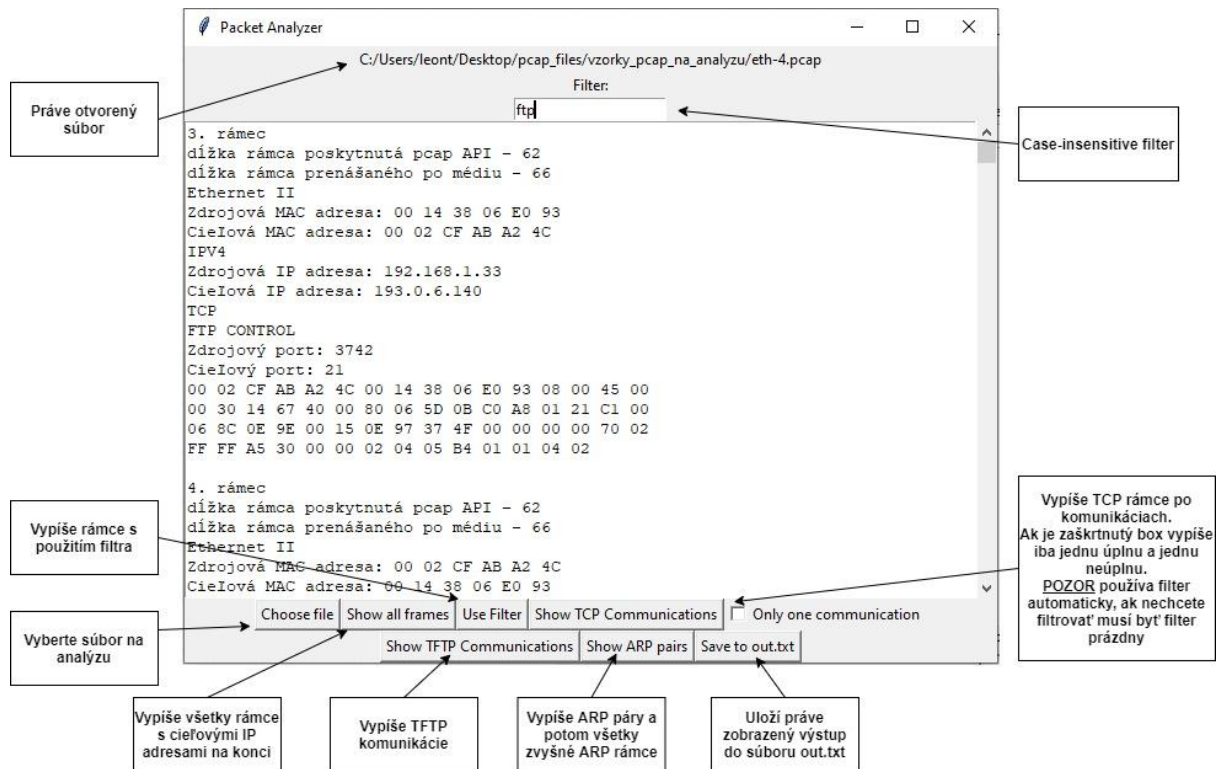 Packet Analyzer
C:/Users/leont/Desktop/pcap_files/vzorky_pcap_na_analyzu/eth-4.pcap
Filter:
ftp
Práve otvorený
súbor
Case-insensitive filter
3. rámec
dĺžka rámca poskytnutá pcap API – 62
dĺžka rámca prenášaného po médiu – 66
Ethernet II
Zdrojová MAC adresa: 00 14 38 06 E0 93
Cieľová MAC adresa: 00 02 CF AB A2 4C
IPV4
Zdrojová IP adresa: 192.168.1.33
Cieľová IP adresa: 193.0.6.140
TCP
FTP CONTROL
Zdrojový port: 3742
Cieľový port: 21
00 02 CF AB A2 4C 00 14 38 06 E0 93 08 00 45 00
00 30 14 67 40 00 80 06 5D 0B C0 A8 01 21 C1 00
06 8C 0E 9E 00 15 0E 97 37 4F 00 00 00 00 70 02
FF FF A5 30 00 00 02 04 05 B4 01 01 04 02
4. rámec
dĺžka rámca poskytnutá pcap API – 62
dĺžka rámca prenášaného po médiu – 66
Ethernet II
Zdrojová MAC adresa: 00 02 CF AB A2 4C
Cieľová MAC adresa: 00 14 38 06 E0 93
Vypíše rámce s
použitím filtra
Vypíše TCP rámce po
komunikáciach.
Ak je zaškrtnutý box vypíše
iba jednu úplnu a jednu
neúplnu.
POZOR používa filter
automaticky, ak nechcete
filtrovať musí byť filter
prázdny
Choose file Show all frames Use Filter Show TCP Communications Only one communication
Show TFTP Communications Show ARP pairs Save to out.txt
Vyberte súbor na
analýzu
Vypíše všetky rámce
s cieľovými IP
adresami na konci
Vypíše TFTP
komunikácie
Vypíše ARP páry a
potom všetky
zvyšné ARP rámce
Uloží práve
zobrazený výstup
do súboru out.txt